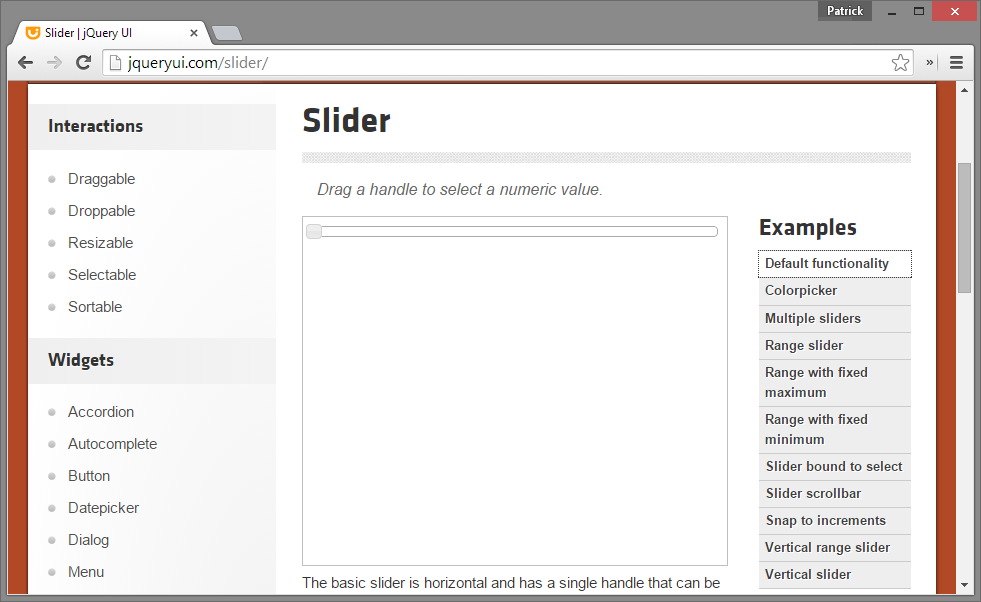 Patrick
Slider | jQuery UI
jqueryui.com/slider/
Interactions
Draggable
Droppable
Resizable
Selectable
Sortable
Widgets
Accordion
Autocomplete
Button
Datepicker
Dialog
Menu
Slider
Drag a handle to select a numeric value.
The basic slider is horizontal and has a single handle that can be
Examples
Default functionality
Colorpicker
Multiple sliders
Range slider
Range with fixed
maximum
Range with fixed
minimum
Slider bound to select
Slider scrollbar
Snap to increments
Vertical range slider
Vertical slider